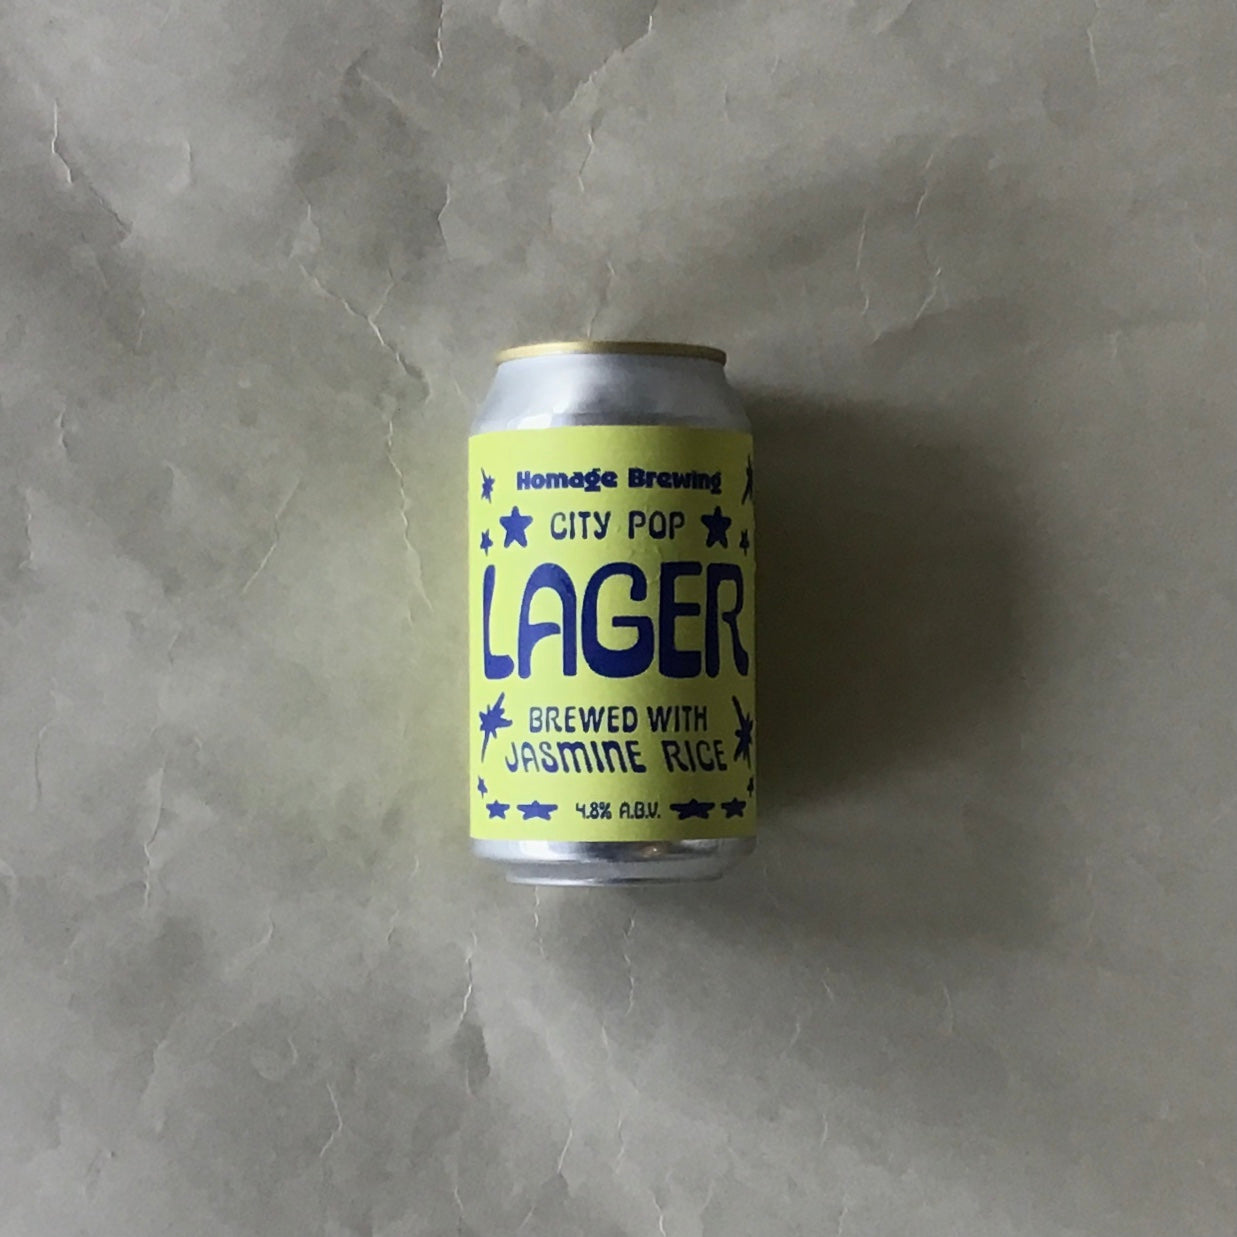 Homage Brewing
CITY POP
LAGER
BREWED WITH
JASMINE RICE
4.8% A.B.V.